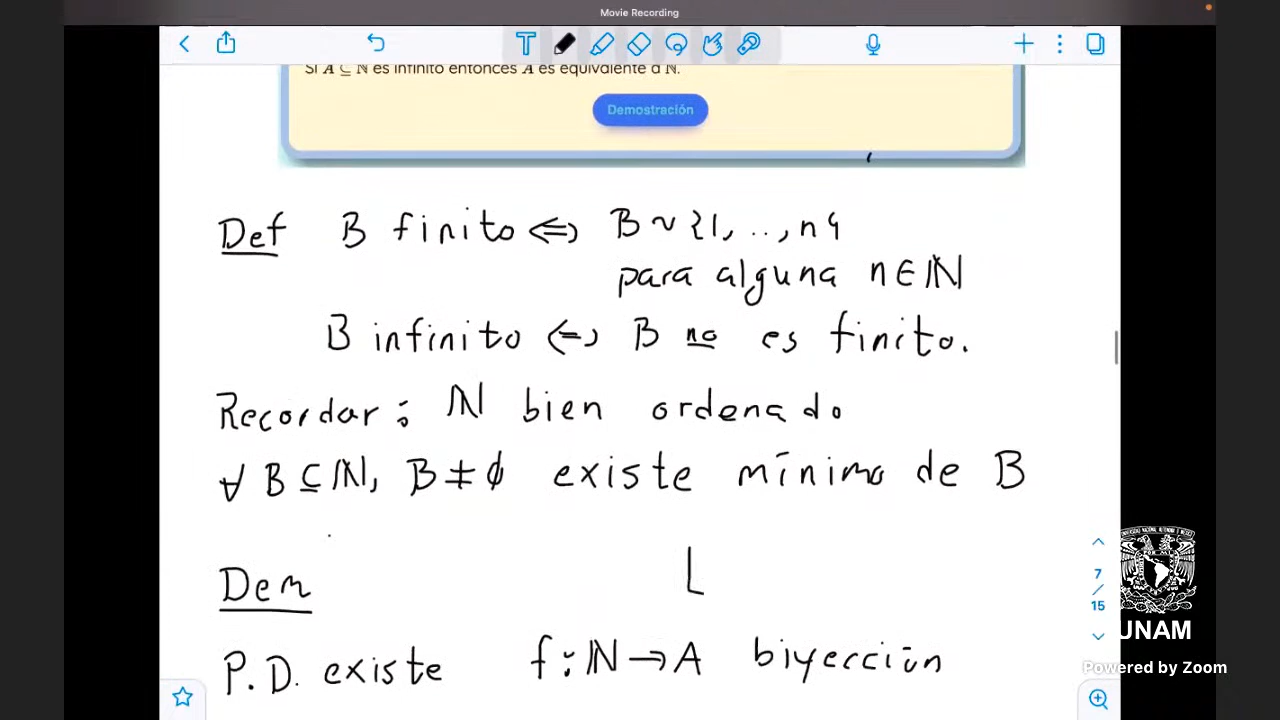 Movie Recording
Si A ⊆ ℕ es infinito entonces A es equivalente a ℕ.
Demostración
Def B finito ⇔ B ~ {1, .., n}
para alguna n ∈ ℕ
B infinito ⇔ B no es finito.
Recordar: ℕ bien ordenado
∀ B ⊆ ℕ, B ≠ ∅ existe mínimo de B
Dem
L
P.D. existe f: ℕ → A biyección
7
/
15
UNAM
Powered by Zoom